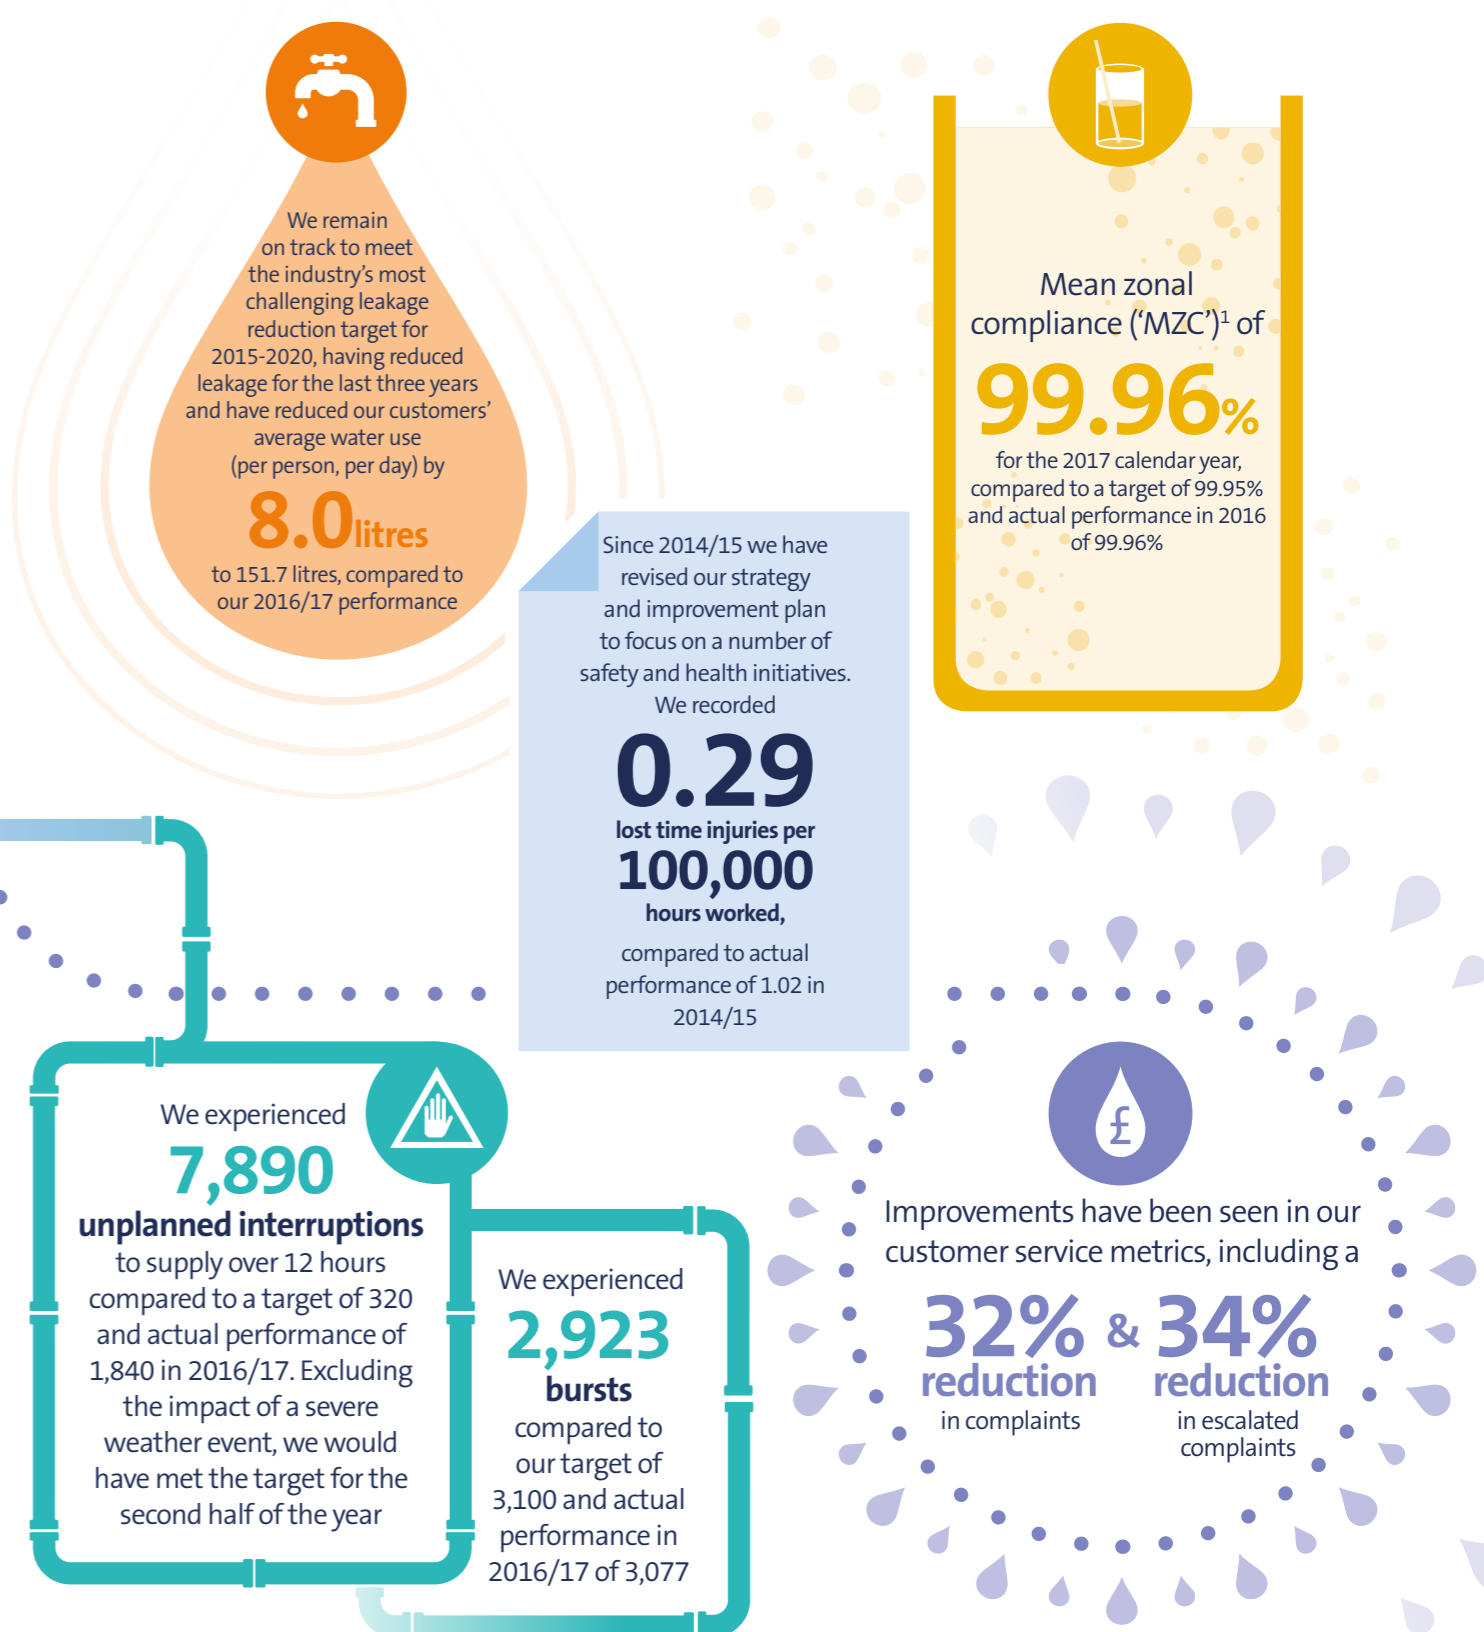 We remain
on track to meet
the industry's most
challenging leakage
reduction target for
2015-2020, having reduced
leakage for the last three years
and have reduced our customers'
average water use
(per person, per day) by
8.0 litres
to 151.7 litres, compared to
our 2016/17 performance
Mean zonal
compliance ('MZC')¹ of
99.96%
for the 2017 calendar year,
compared to a target of 99.95%
and actual performance in 2016
of 99.96%
Since 2014/15 we have
revised our strategy
and improvement plan
to focus on a number of
safety and health initiatives.
We recorded
0.29
lost time injuries per
100,000
hours worked,
compared to actual
performance of 1.02 in
2014/15
We experienced
7,890
unplanned interruptions
to supply over 12 hours
compared to a target of 320
and actual performance of
1,840 in 2016/17. Excluding
the impact of a severe
weather event, we would
have met the target for the
second half of the year
We experienced
2,923
bursts
compared to
our target of
3,100 and actual
performance in
2016/17 of 3,077
£
Improvements have been seen in our
customer service metrics, including a
32% & 34%
reduction reduction
in complaints in escalated
complaints